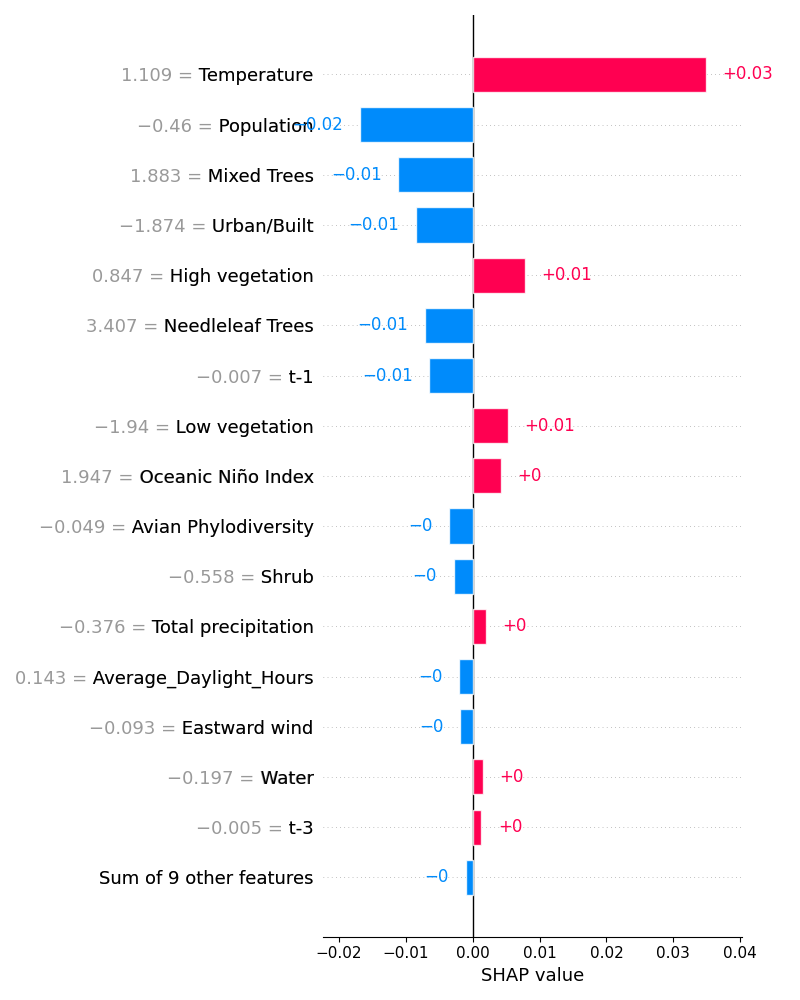 1.109 = Temperature +0.03
−0.46 = Population −0.02
1.883 = Mixed Trees −0.01
−1.874 = Urban/Built −0.01
0.847 = High vegetation +0.01
3.407 = Needleleaf Trees −0.01
−0.007 = t-1 −0.01
−1.94 = Low vegetation +0.01
1.947 = Oceanic Niño Index +0
−0.049 = Avian Phylodiversity −0
−0.558 = Shrub −0
−0.376 = Total precipitation +0
0.143 = Average_Daylight_Hours −0
−0.093 = Eastward wind −0
−0.197 = Water +0
−0.005 = t-3 +0
Sum of 9 other features −0
−0.02 −0.01 0.00 0.01 0.02 0.03 0.04
SHAP value